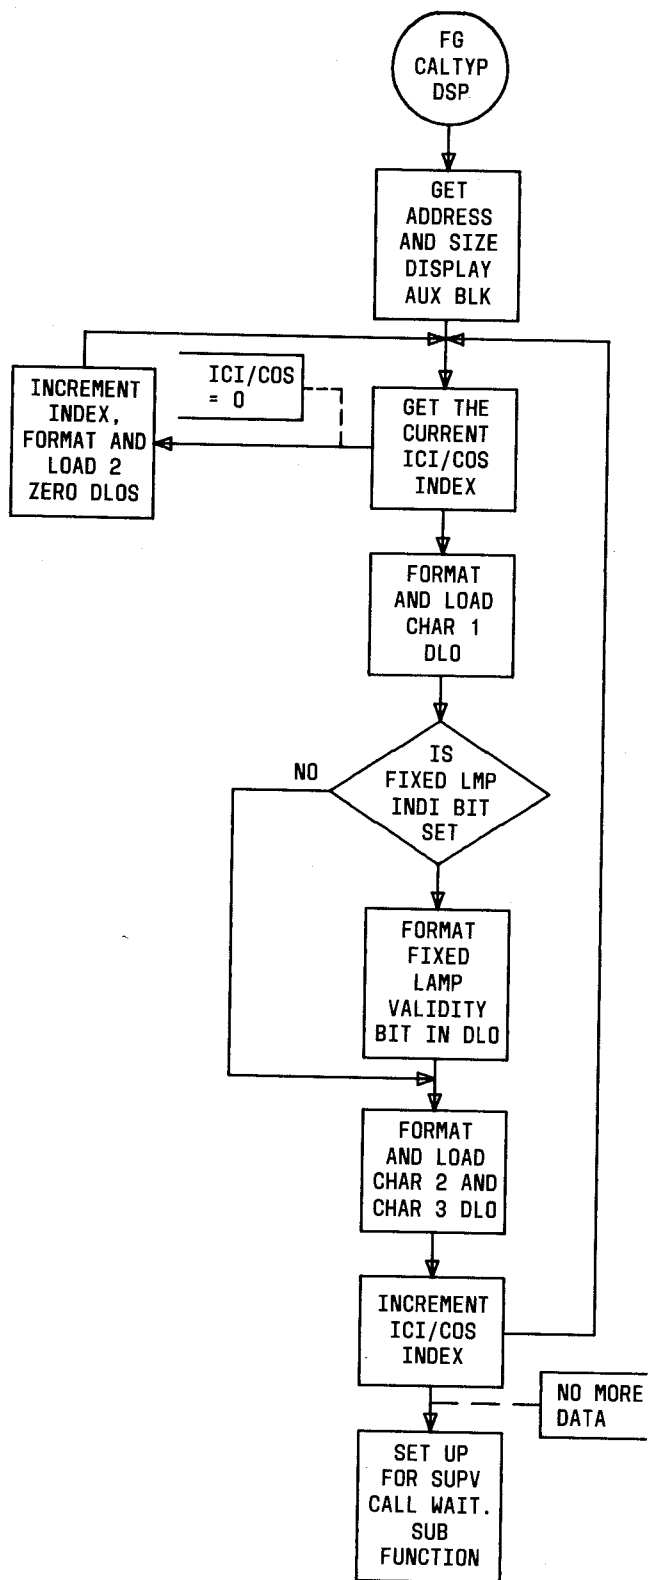 FG
CALTYP
DSP
GET
ADDRESS
AND SIZE
DISPLAY
AUX BLK
ICI/COS
= 0
INCREMENT
INDEX,
FORMAT AND
LOAD 2
ZERO DLOS
GET THE
CURRENT
ICI/COS
INDEX
FORMAT
AND LOAD
CHAR 1
DLO
IS
FIXED LMP
INDI BIT
SET
NO
FORMAT
FIXED
LAMP
VALIDITY
BIT IN DLO
FORMAT
AND LOAD
CHAR 2 AND
CHAR 3 DLO
INCREMENT
ICI/COS
INDEX
NO MORE
DATA
SET UP
FOR SUPV
CALL WAIT.
SUB
FUNCTION